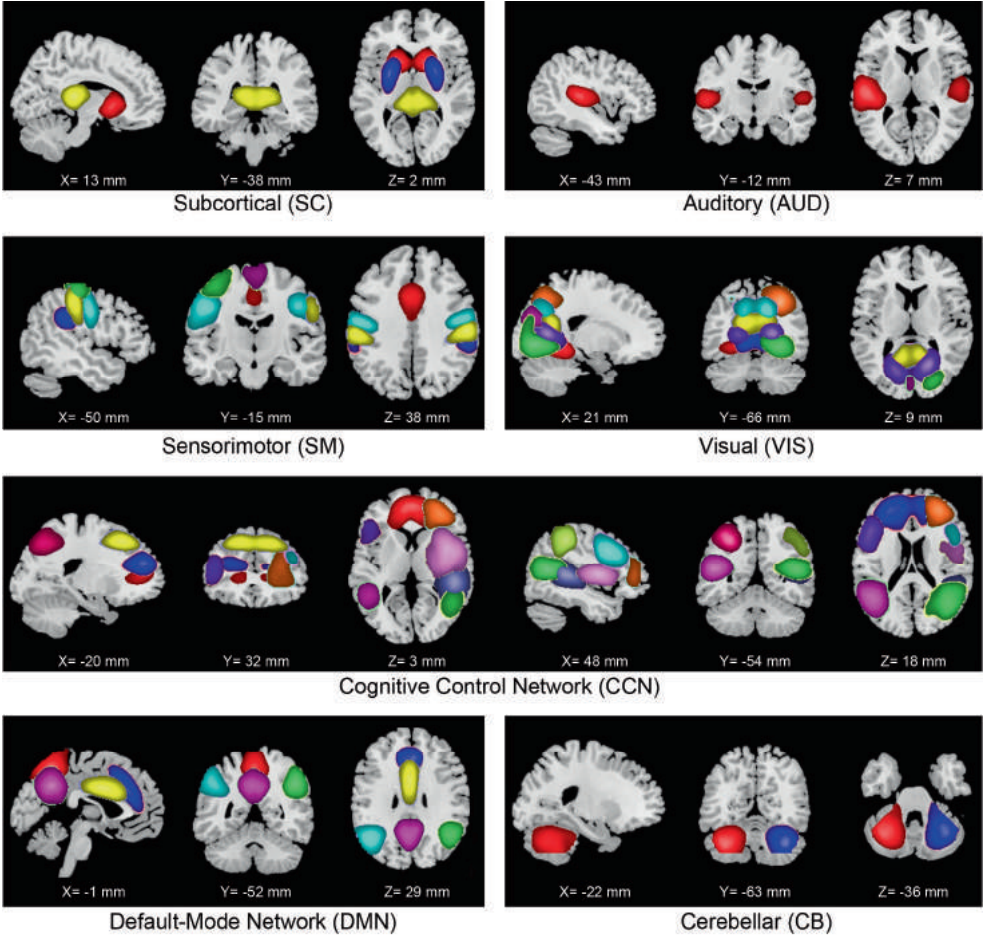 X= 13 mm Y= -38 mm Z= 2 mm
Subcortical (SC)
X= -43 mm Y= -12 mm Z= 7 mm
Auditory (AUD)
X= -50 mm Y= -15 mm Z= 38 mm
Sensorimotor (SM)
X= 21 mm Y= -66 mm Z= 9 mm
Visual (VIS)
X= -20 mm Y= 32 mm Z= 3 mm X= 48 mm Y= -54 mm Z= 18 mm
Cognitive Control Network (CCN)
X= -1 mm Y= -52 mm Z= 29 mm
Default-Mode Network (DMN)
X= -22 mm Y= -63 mm Z= -36 mm
Cerebellar (CB)